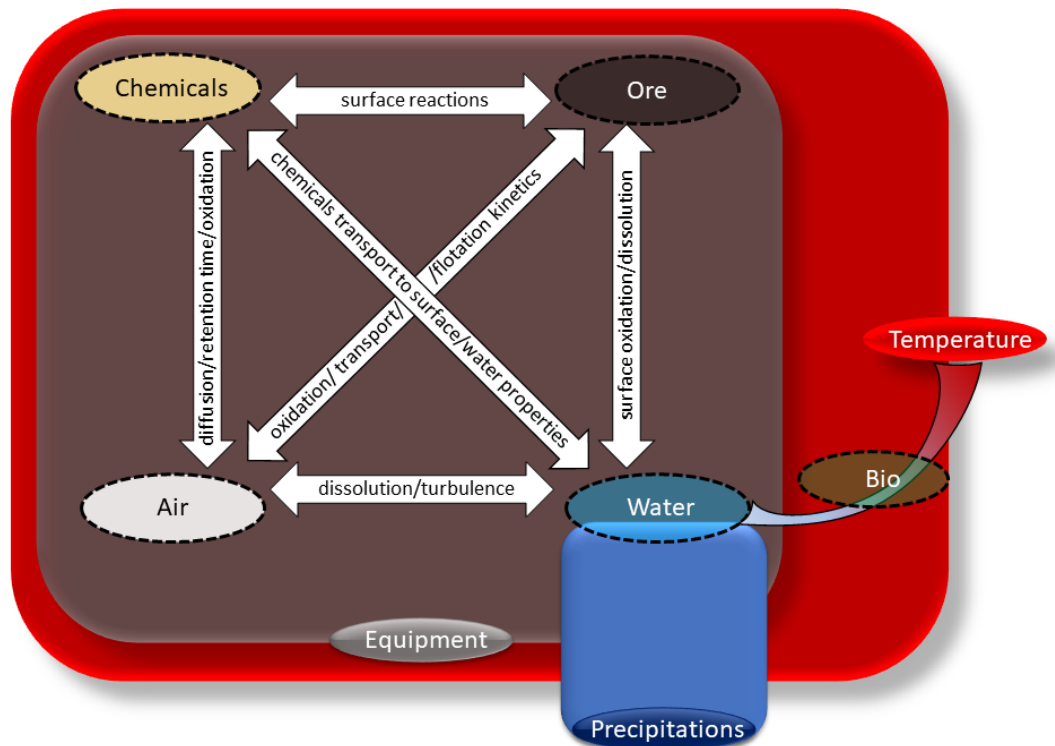 Chemicals
surface reactions
Ore
diffusion/retention time/oxidation
chemicals transport to surface/water properties
oxidation/ transport/ /flotation kinetics
surface oxidation/dissolution
Temperature
Bio
Air
dissolution/turbulence
Water
Equipment
Precipitations